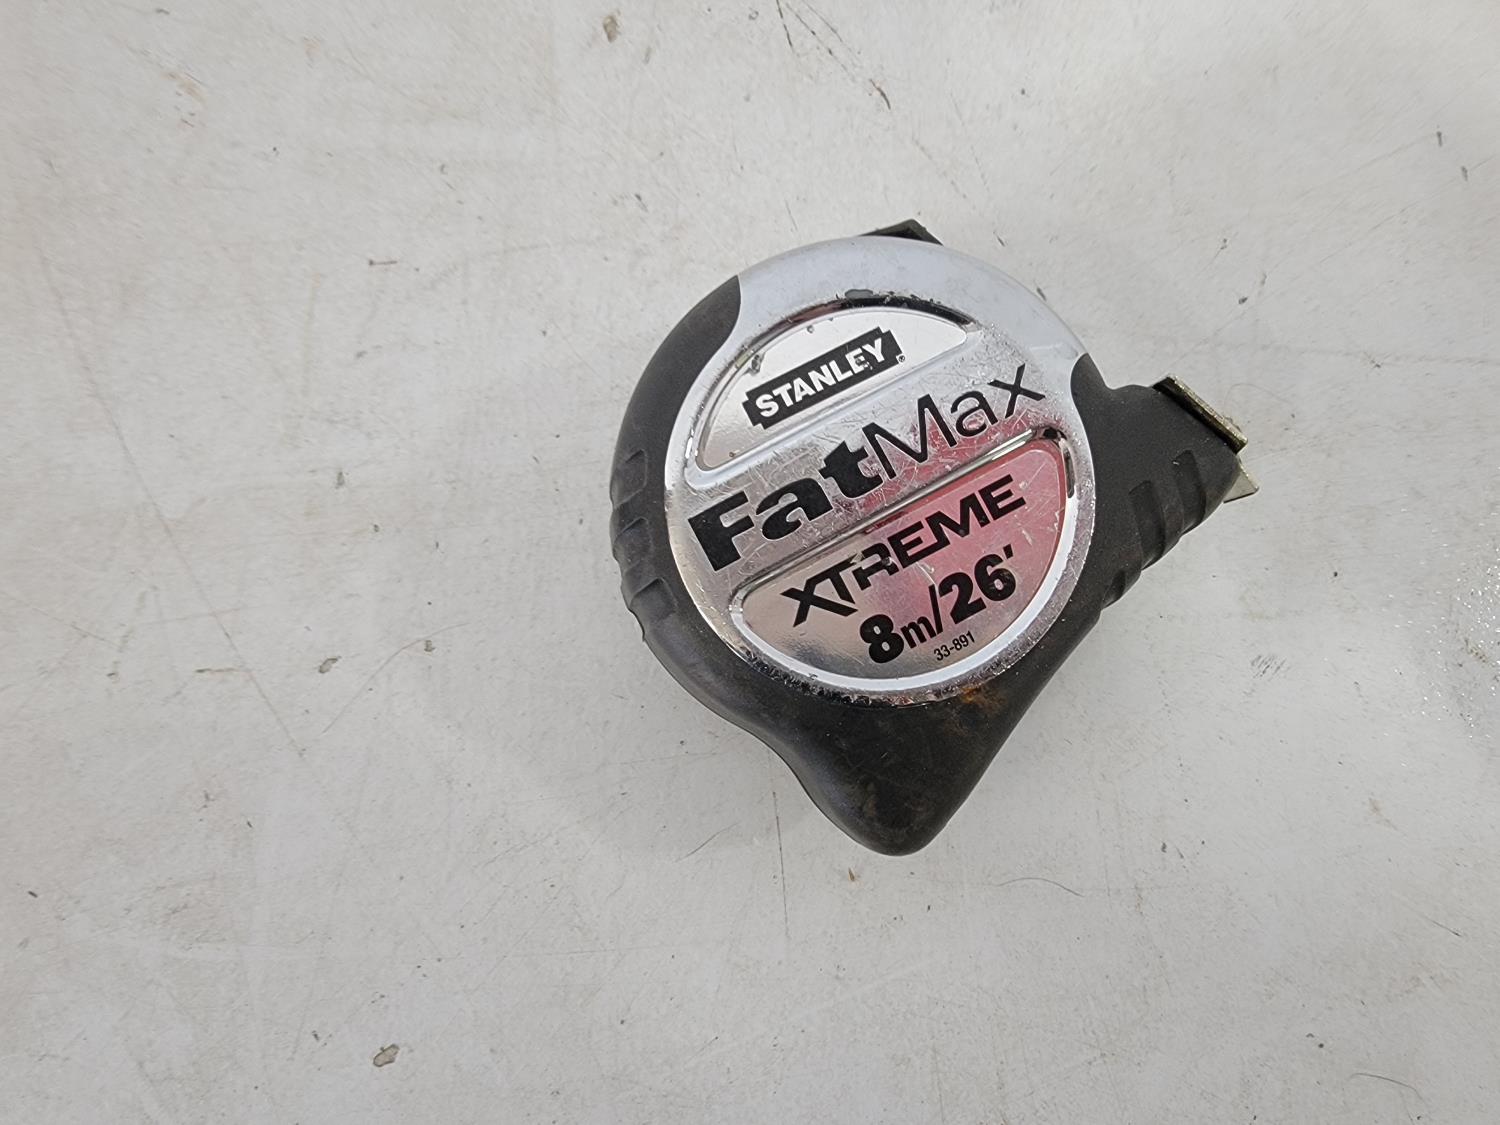 STANLEY®
FatMax
XTREME
8m/26'
33-891